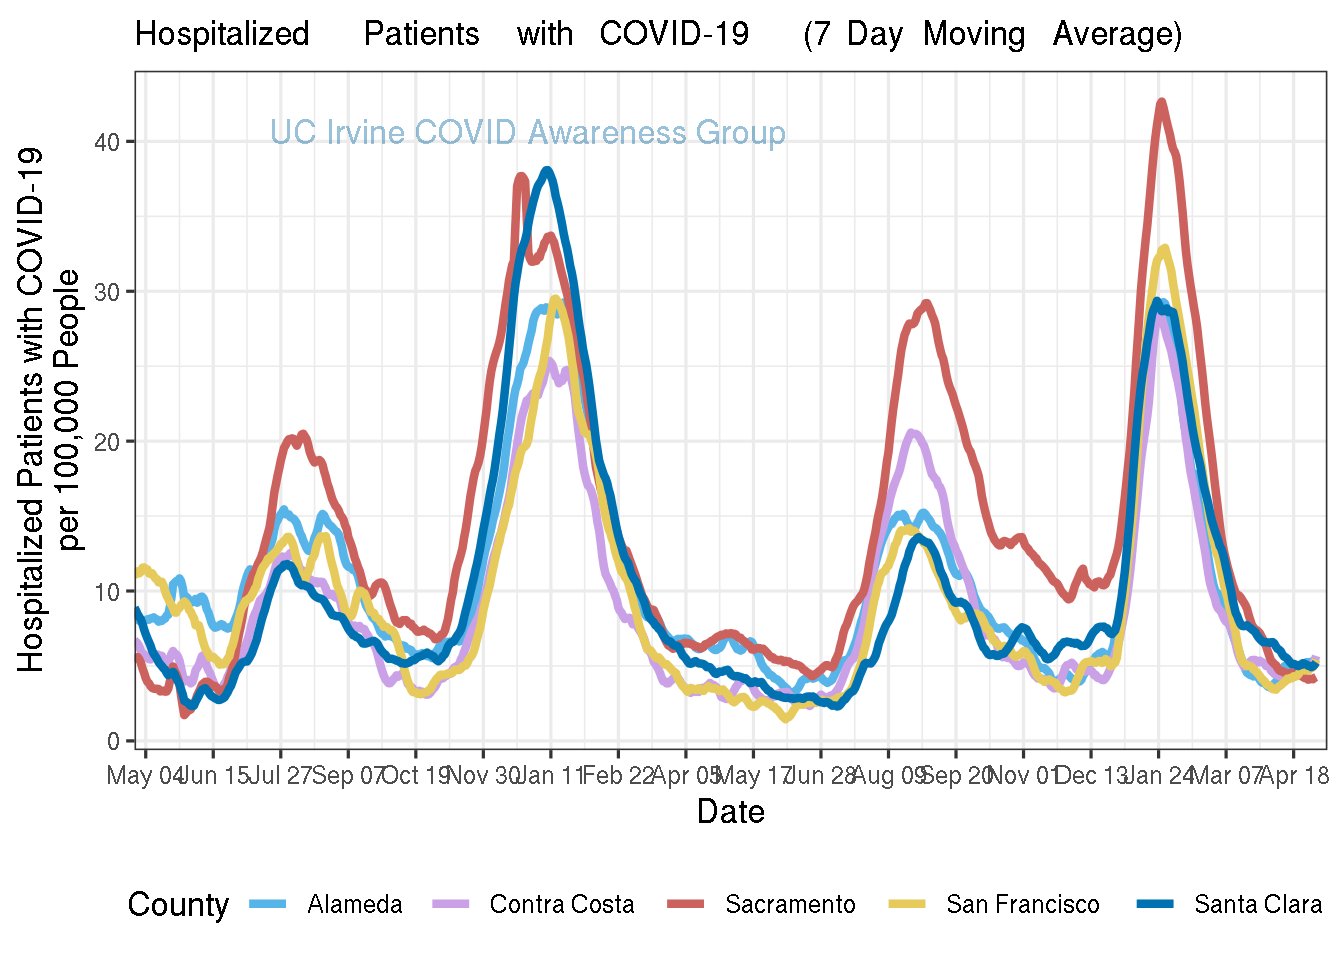 Hospitalized Patients with COVID-19 (7 Day Moving Average)
UC Irvine COVID Awareness Group
Hospitalized Patients with COVID-19
per 100,000 People
40
30
20
10
0
May 04 Jun 15 Jul 27 Sep 07 Oct 19 Nov 30 Jan 11 Feb 22 Apr 05 May 17 Jun 28 Aug 09 Sep 20 Nov 01 Dec 13 Jan 24 Mar 07 Apr 18
Date
County Alameda Contra Costa Sacramento San Francisco Santa Clara